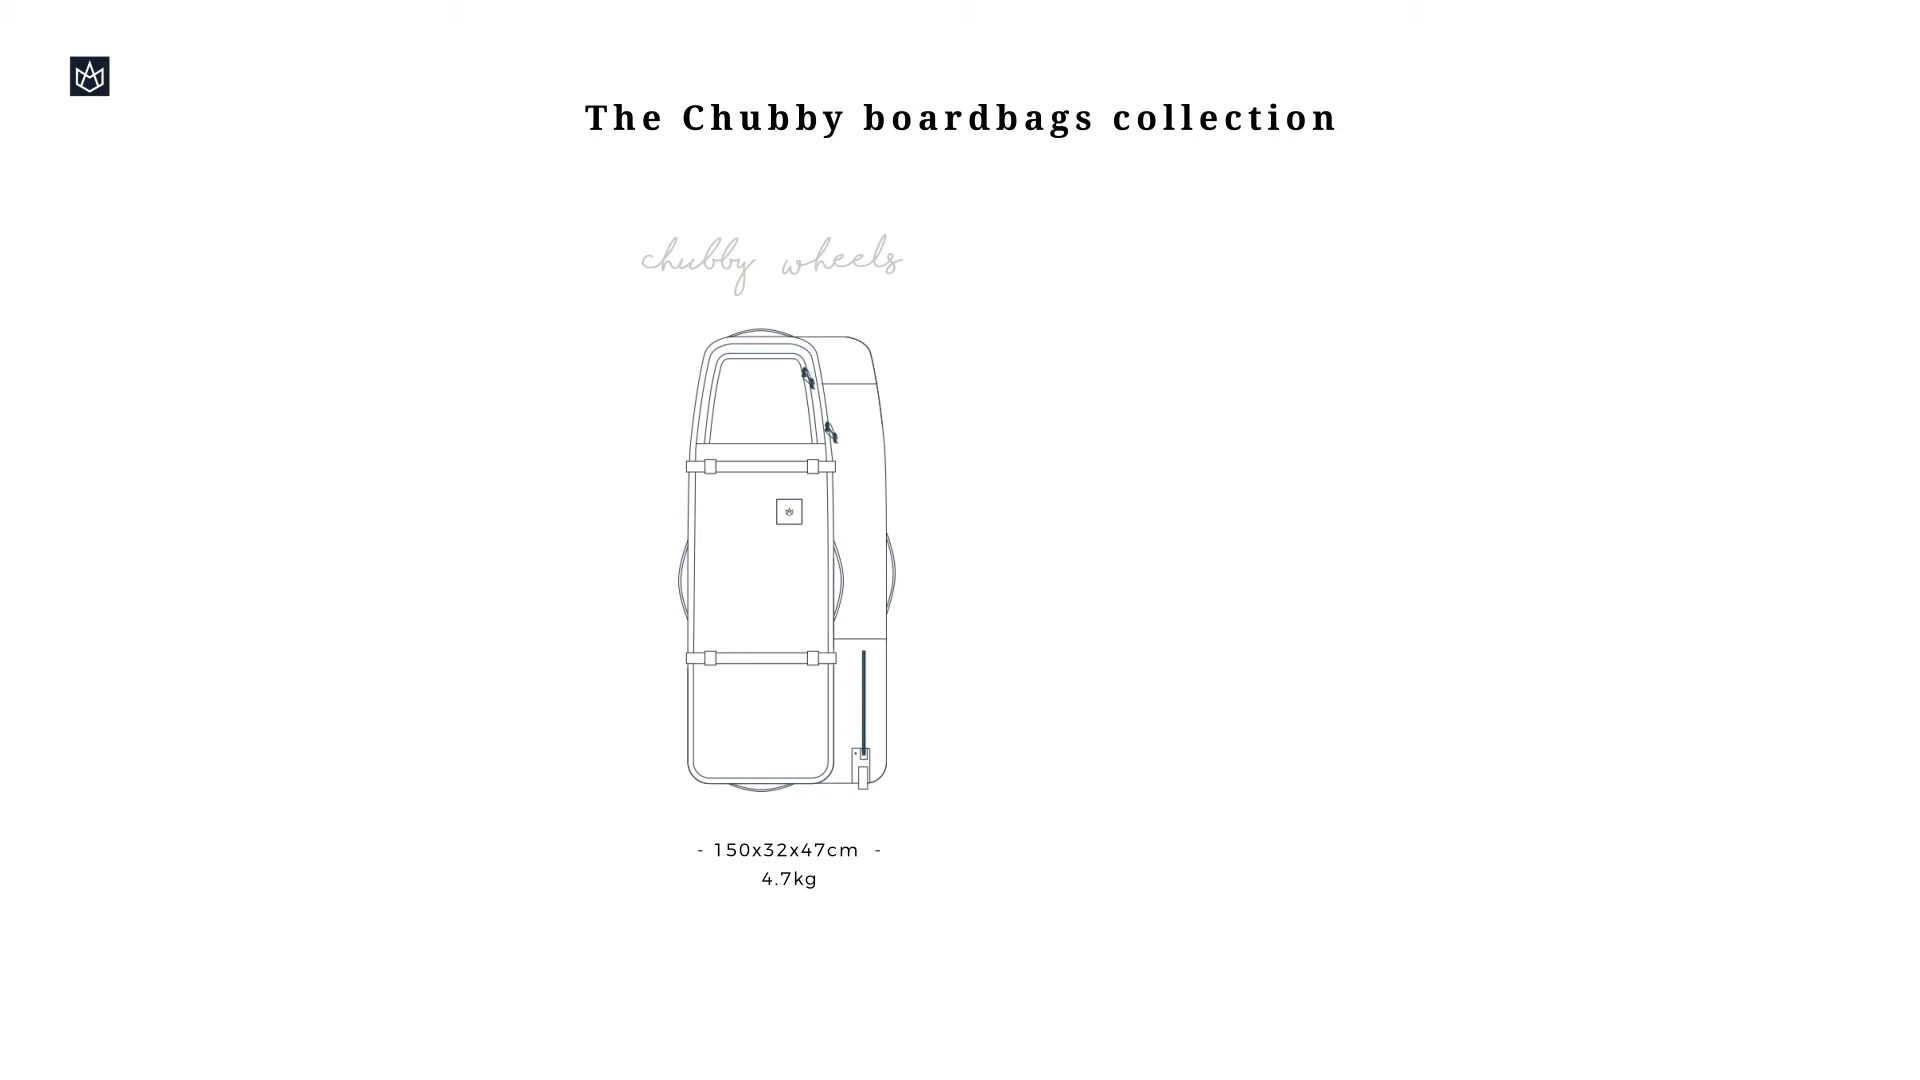 The Chubby boardbags collection
chubby wheels
- 150x32x47cm -
4.7kg